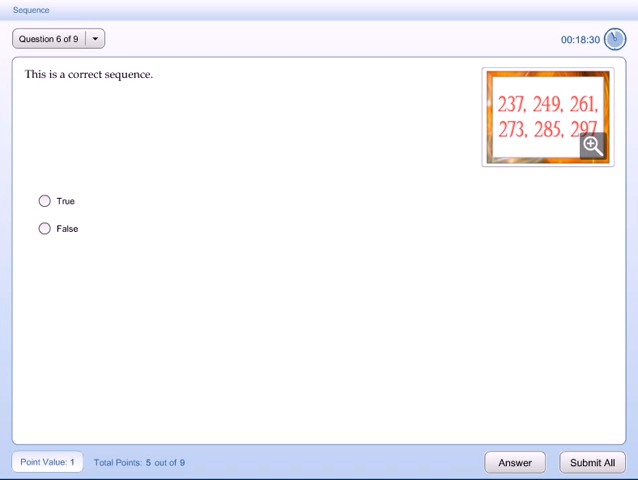 Sequence
Question 6 of 9
00:18:30
This is a correct sequence.
237, 249, 261,
273, 285, 297
True
False
Point Value: 1
Total Points: 5 out of 9
Answer
Submit All